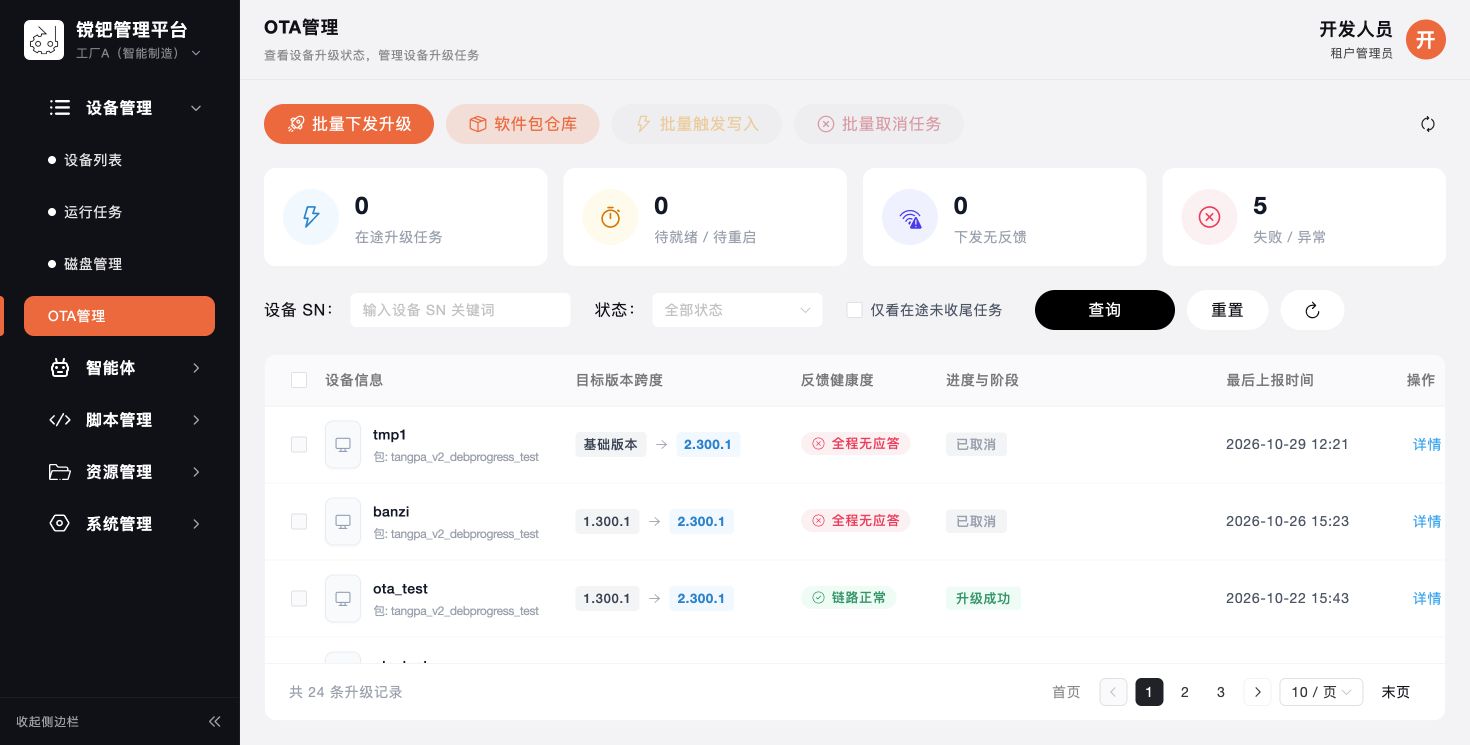 镋钯管理平台
工厂A（智能制造）
设备管理
设备列表
运行任务
磁盘管理
OTA管理
智能体
脚本管理
资源管理
系统管理
收起侧边栏
OTA管理
查看设备升级状态，管理设备升级任务
开发人员
租户管理员
开
批量下发升级
软件包仓库
批量触发写入
批量取消任务
0
在途升级任务
0
待就绪 / 待重启
0
下发无反馈
5
失败 / 异常
设备 SN：
输入设备 SN 关键词
状态：
全部状态
仅看在途未收尾任务
查询
重置
设备信息 目标版本跨度 反馈健康度 进度与阶段 最后上报时间 操作
tmp1
包: tangpa_v2_debprogress_test
基础版本 → 2.300.1 全程无应答 已取消 2026-10-29 12:21 详情
banzi
包: tangpa_v2_debprogress_test
1.300.1 → 2.300.1 全程无应答 已取消 2026-10-26 15:23 详情
ota_test
包: tangpa_v2_debprogress_test
1.300.1 → 2.300.1 链路正常 升级成功 2026-10-22 15:43 详情
共 24 条升级记录
首页 1 2 3 10 / 页 末页